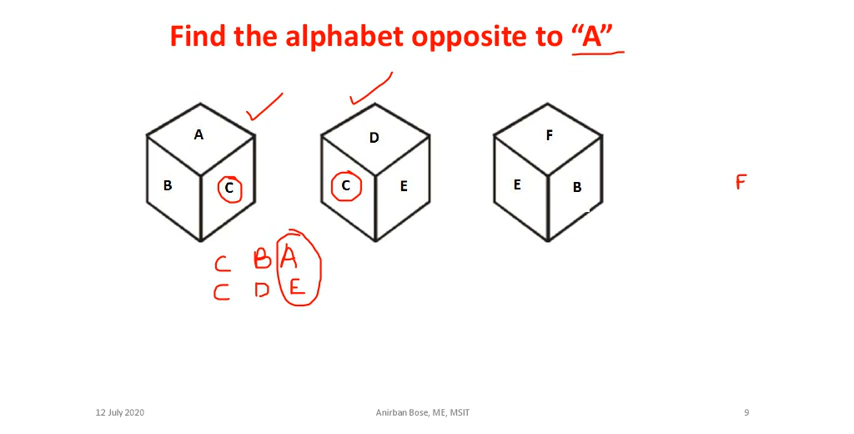 Find the alphabet opposite to “A”
A
B
C
D
C
E
F
E
B
F
C B A
C D E
12 July 2020
Anirban Bose, ME, MSIT
9